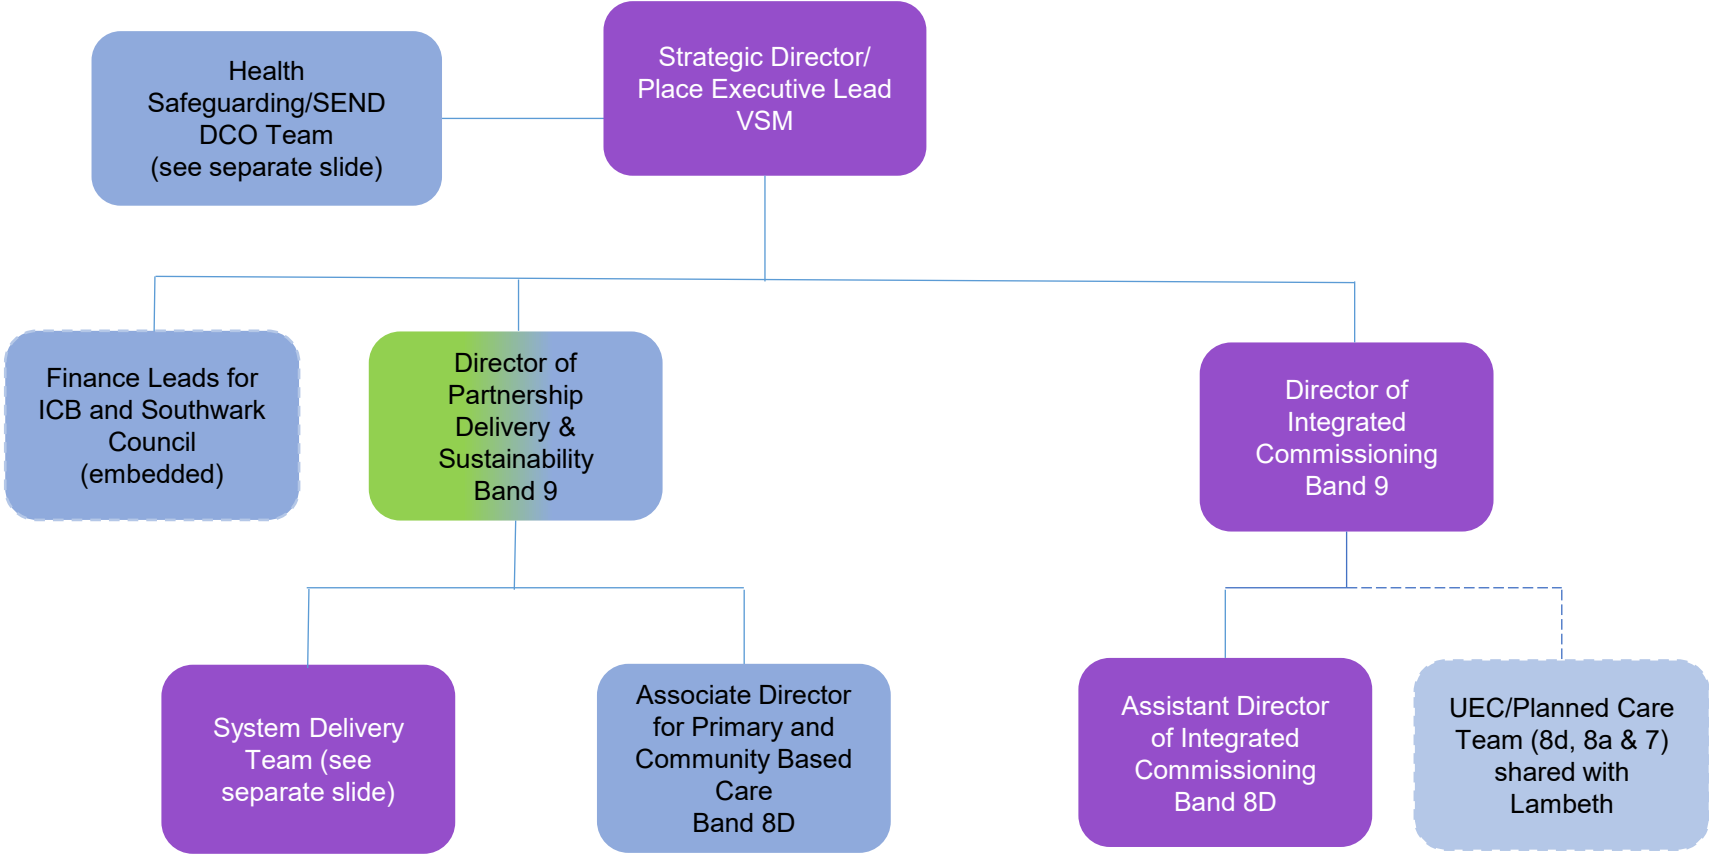 Health
Safeguarding/SEND
DCO Team
(see separate slide)
Strategic Director/
Place Executive Lead
VSM
Finance Leads for
ICB and Southwark
Council
(embedded)
Director of
Partnership
Delivery &
Sustainability
Band 9
Director of
Integrated
Commissioning
Band 9
System Delivery
Team (see
separate slide)
Associate Director
for Primary and
Community Based
Care
Band 8D
Assistant Director
of Integrated
Commissioning
Band 8D
UEC/Planned Care
Team (8d, 8a & 7)
shared with
Lambeth